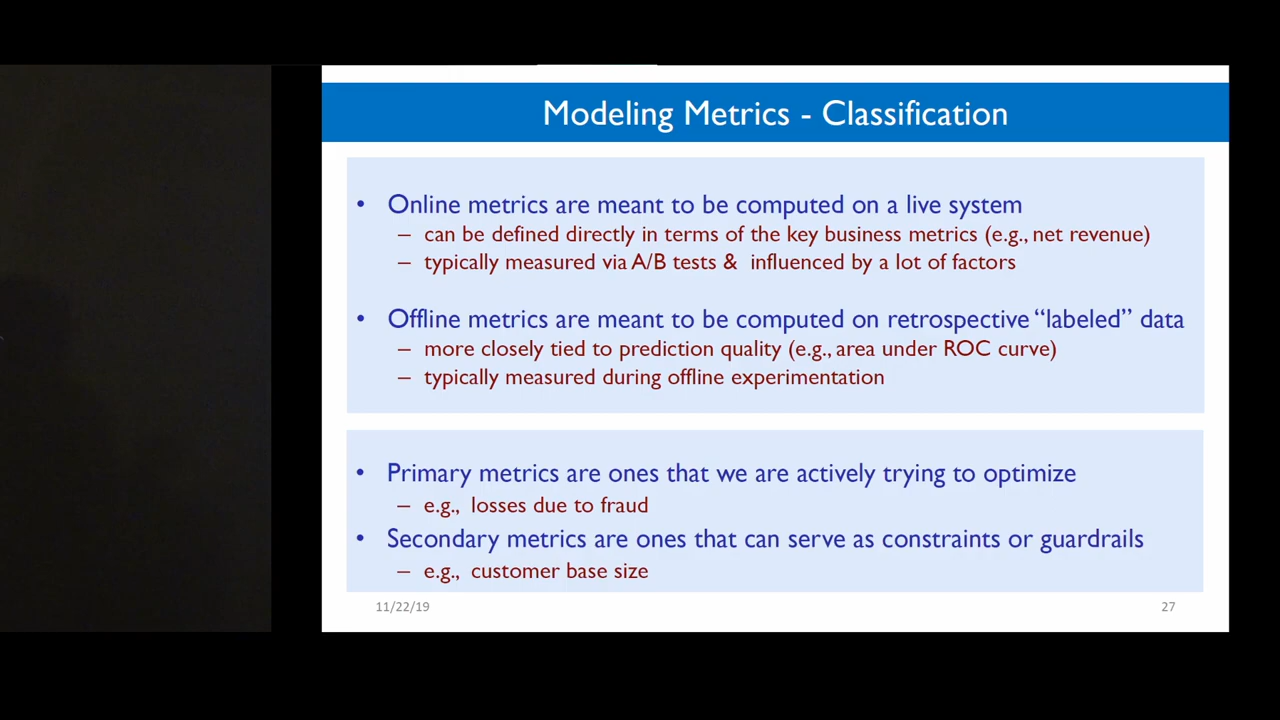 Modeling Metrics - Classification
• Online metrics are meant to be computed on a live system
– can be defined directly in terms of the key business metrics (e.g., net revenue)
– typically measured via A/B tests & influenced by a lot of factors
• Offline metrics are meant to be computed on retrospective “labeled” data
– more closely tied to prediction quality (e.g., area under ROC curve)
– typically measured during offline experimentation
• Primary metrics are ones that we are actively trying to optimize
– e.g., losses due to fraud
• Secondary metrics are ones that can serve as constraints or guardrails
– e.g., customer base size
11/22/19
27